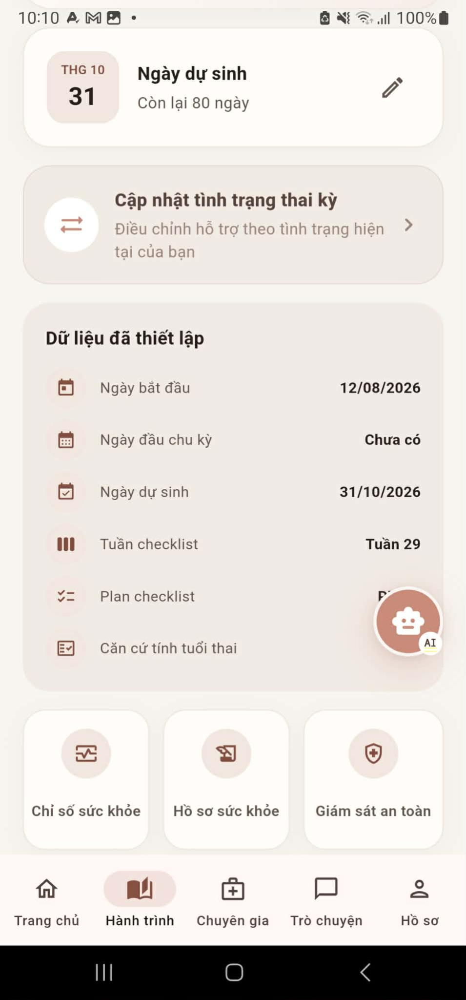 10:10
100%
THG 10
31
Ngày dự sinh
Còn lại 80 ngày
Cập nhật tình trạng thai kỳ
Điều chỉnh hỗ trợ theo tình trạng hiện
tại của bạn
Dữ liệu đã thiết lập
Ngày bắt đầu 12/08/2026
Ngày đầu chu kỳ Chưa có
Ngày dự sinh 31/10/2026
Tuần checklist Tuần 29
Plan checklist
Căn cứ tính tuổi thai
AI
Chỉ số sức khỏe
Hồ sơ sức khỏe
Giám sát an toàn
Trang chủ
Hành trình
Chuyên gia
Trò chuyện
Hồ sơ